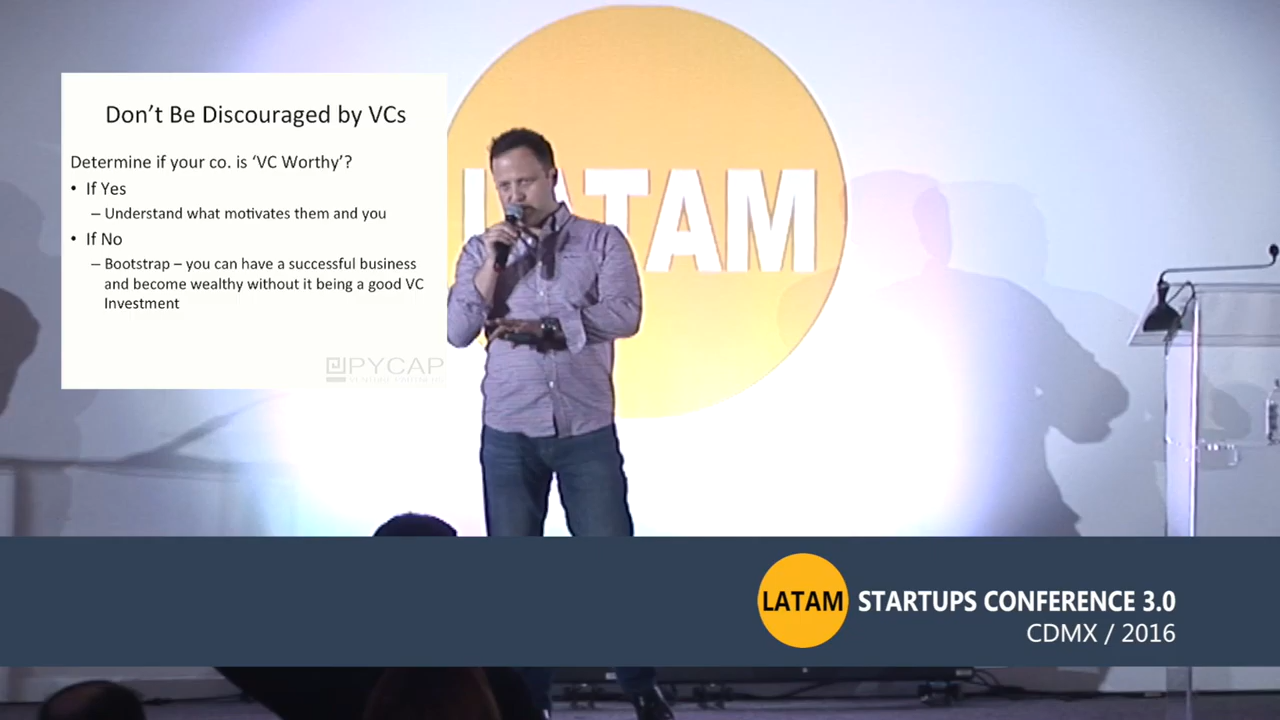 Don't Be Discouraged by VCs
Determine if your co. is 'VC Worthy'?
• If Yes
– Understand what motivates them and you
• If No
– Bootstrap – you can have a successful business
and become wealthy without it being a good VC
Investment
PYCAP
VENTURE PARTNERS
LATAM
LATAM
STARTUPS CONFERENCE 3.0
CDMX / 2016